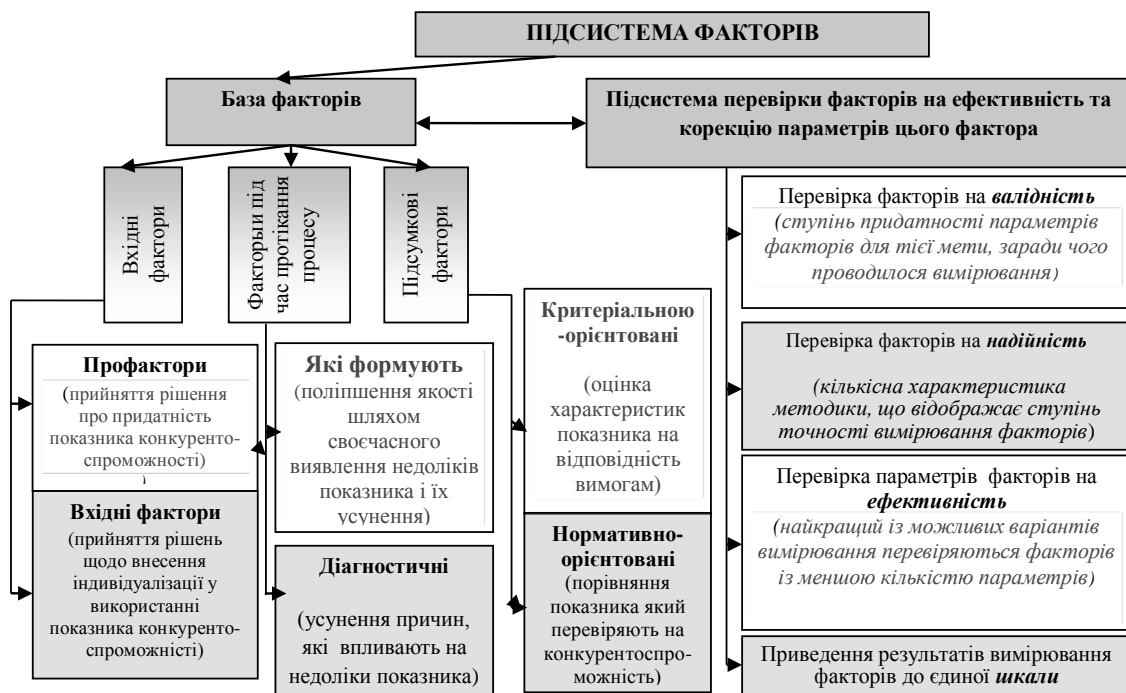 ПІДСИСТЕМА ФАКТОРІВ
База факторів
Підсистема перевірки факторів на ефективність та
корекцію параметрів цього фактора
Вхідні
фактори
Факторыи під
час протікання
процесу
Підсумкові
фактори
Профактори
(прийняття рішення
про придатність
показника конкуренто-
спроможності)
Вхідні фактори
(прийняття рішень
щодо внесення
індивідуалізації у
використанні
показника конкуренто-
спроможністі)
Які формують
(поліпшення якості
шляхом
своєчасного
виявлення недоліків
показника і їх
усунення)
Діагностичні
(усунення причин,
які впливають на
недоліки показника)
Критеріальною
-орієнтовані
(оцінка
характеристик
показника на
відповідність
вимогам)
Нормативно-
орієнтовані
(порівняння
показника який
перевіряють на
конкурентоспро-
можність)
Перевірка факторів на валідність
(ступінь придатності параметрів
факторів для тієї мети, заради чого
проводилося вимірювання)
Перевірка факторів на надійність
(кількісна характеристика
методики, що відображає ступінь
точності вимірювання факторів)
Перевірка параметрів факторів на
ефективність
(найкращий із можливих варіантів
вимірювання перевіряються факторів
із меншою кількістю параметрів)
Приведення результатів вимірювання
факторів до єдиної шкали